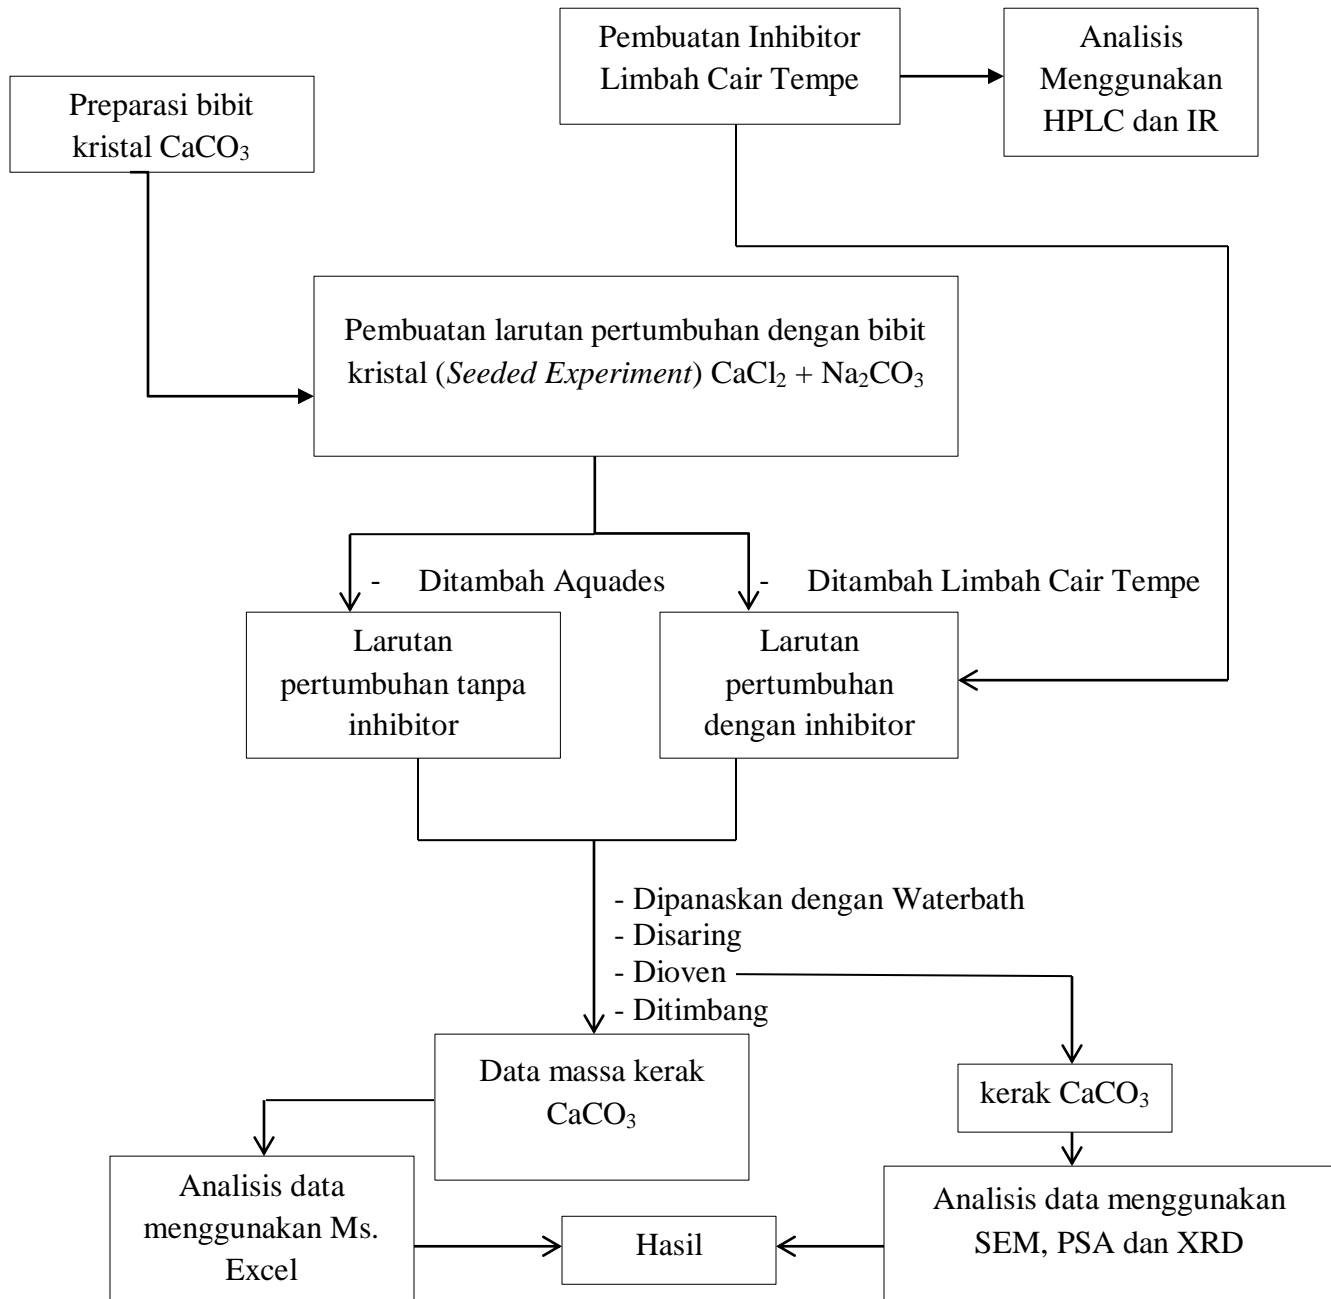 Pembuatan Inhibitor
Limbah Cair Tempe
Analisis
Menggunakan
HPLC dan IR
Preparasi bibit
kristal CaCO₃
Pembuatan larutan pertumbuhan dengan bibit
kristal (Seeded Experiment) CaCl₂ + Na₂CO₃
- Ditambah Aquades
- Ditambah Limbah Cair Tempe
Larutan
pertumbuhan tanpa
inhibitor
Larutan
pertumbuhan
dengan inhibitor
- Dipanaskan dengan Waterbath
- Disaring
- Dioven
- Ditimbang
Data massa kerak
CaCO₃
kerak CaCO₃
Analisis data
menggunakan Ms.
Excel
Hasil
Analisis data menggunakan
SEM, PSA dan XRD